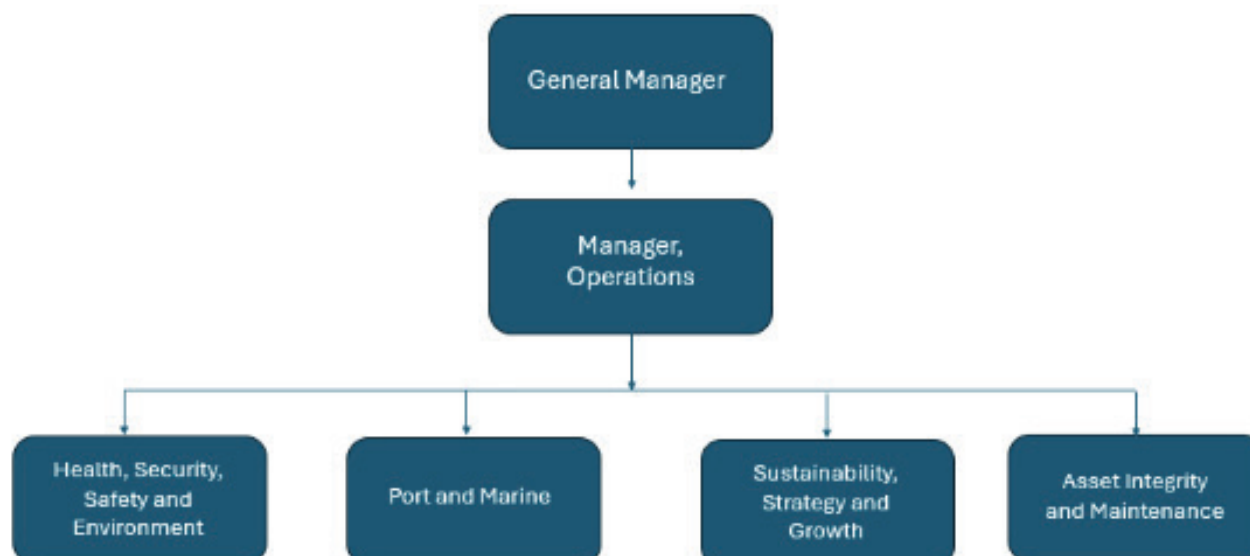 General Manager
Manager,
Operations
Health, Security,
Safety and
Environment
Port and Marine
Sustainability,
Strategy and
Growth
Asset Integrity
and Maintenance